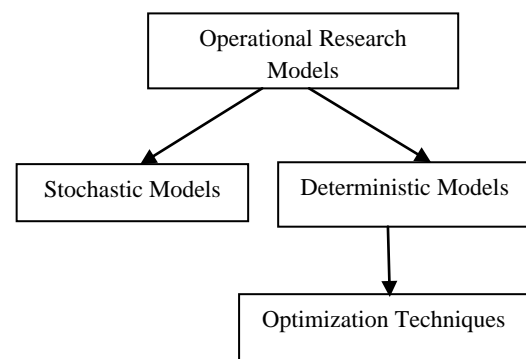 Operational Research
Models
Stochastic Models
Deterministic Models
Optimization Techniques